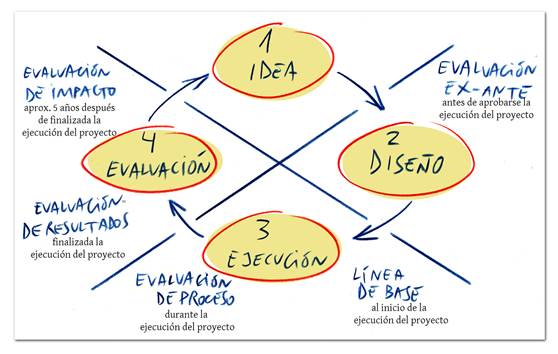 1
IDEA
EVALUACIÓN
EX-ANTE
antes de aprobarse la
ejecución del proyecto
2
DISEÑO
LÍNEA
DE BASE
al inicio de la
ejecución del proyecto
3
EJECUCIÓN
EVALUACIÓN
DE PROCESO
durante la
ejecución del proyecto
EVALUACIÓN-
DE RESULTADOS
finalizada la
ejecución del proyecto
4
EVALUACIÓN
EVALUACIÓN
DE IMPACTO
aprox. 5 años después
de finalizada la
ejecución del proyecto